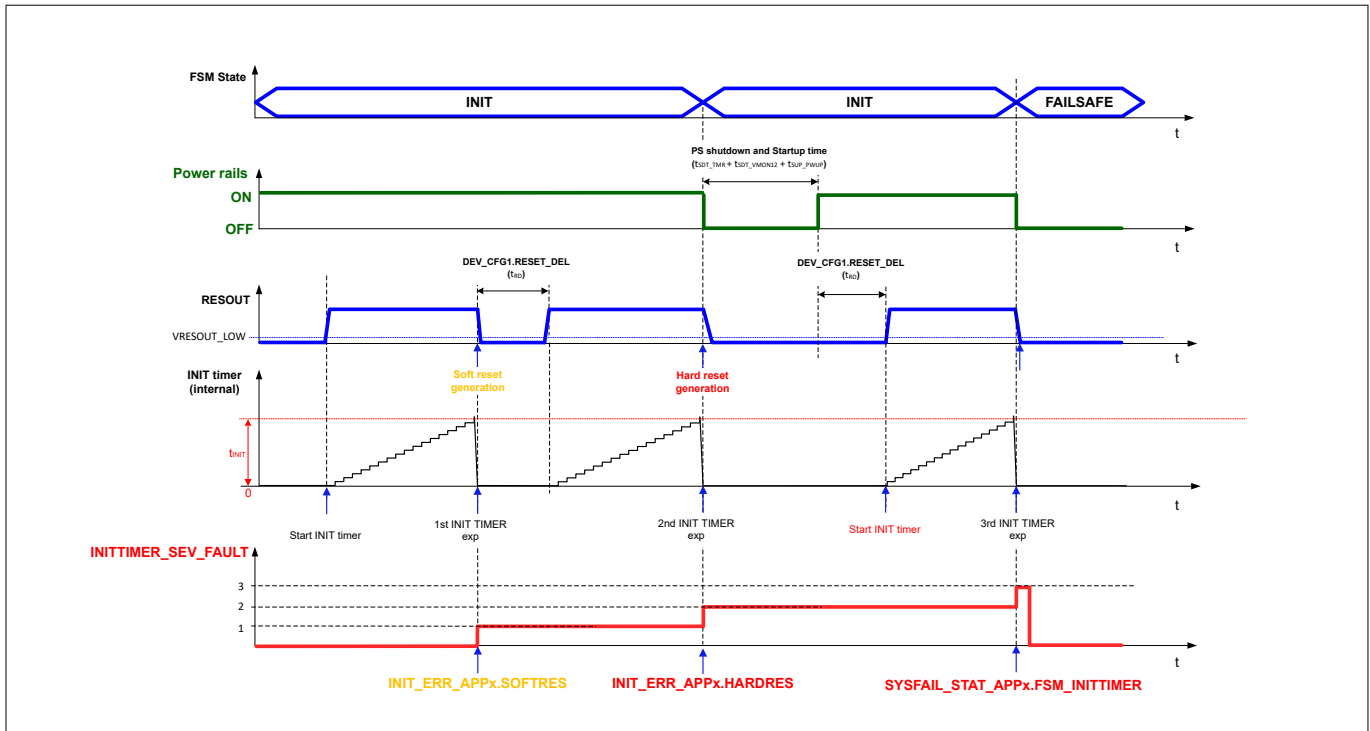 FSM State
INIT
INIT
FAILSAFE
t
PS shutdown and Startup time
(tSDT_TMR + tSDT_VMON12 + tSUP_PWUP)
Power rails
ON
OFF
t
DEV_CFG1.RESET_DEL
(tRD)
DEV_CFG1.RESET_DEL
(tRD)
RESOUT
VRESOUT_LOW
t
INIT timer
(internal)
Soft reset
generation
Hard reset
generation
tINIT
0
t
Start INIT timer
1st INIT TIMER
exp
2nd INIT TIMER
exp
Start INIT timer
3rd INIT TIMER
exp
INITTIMER_SEV_FAULT
3
2
1
t
INIT_ERR_APPx.SOFTRES
INIT_ERR_APPx.HARDRES
SYSFAIL_STAT_APPx.FSM_INITTIMER